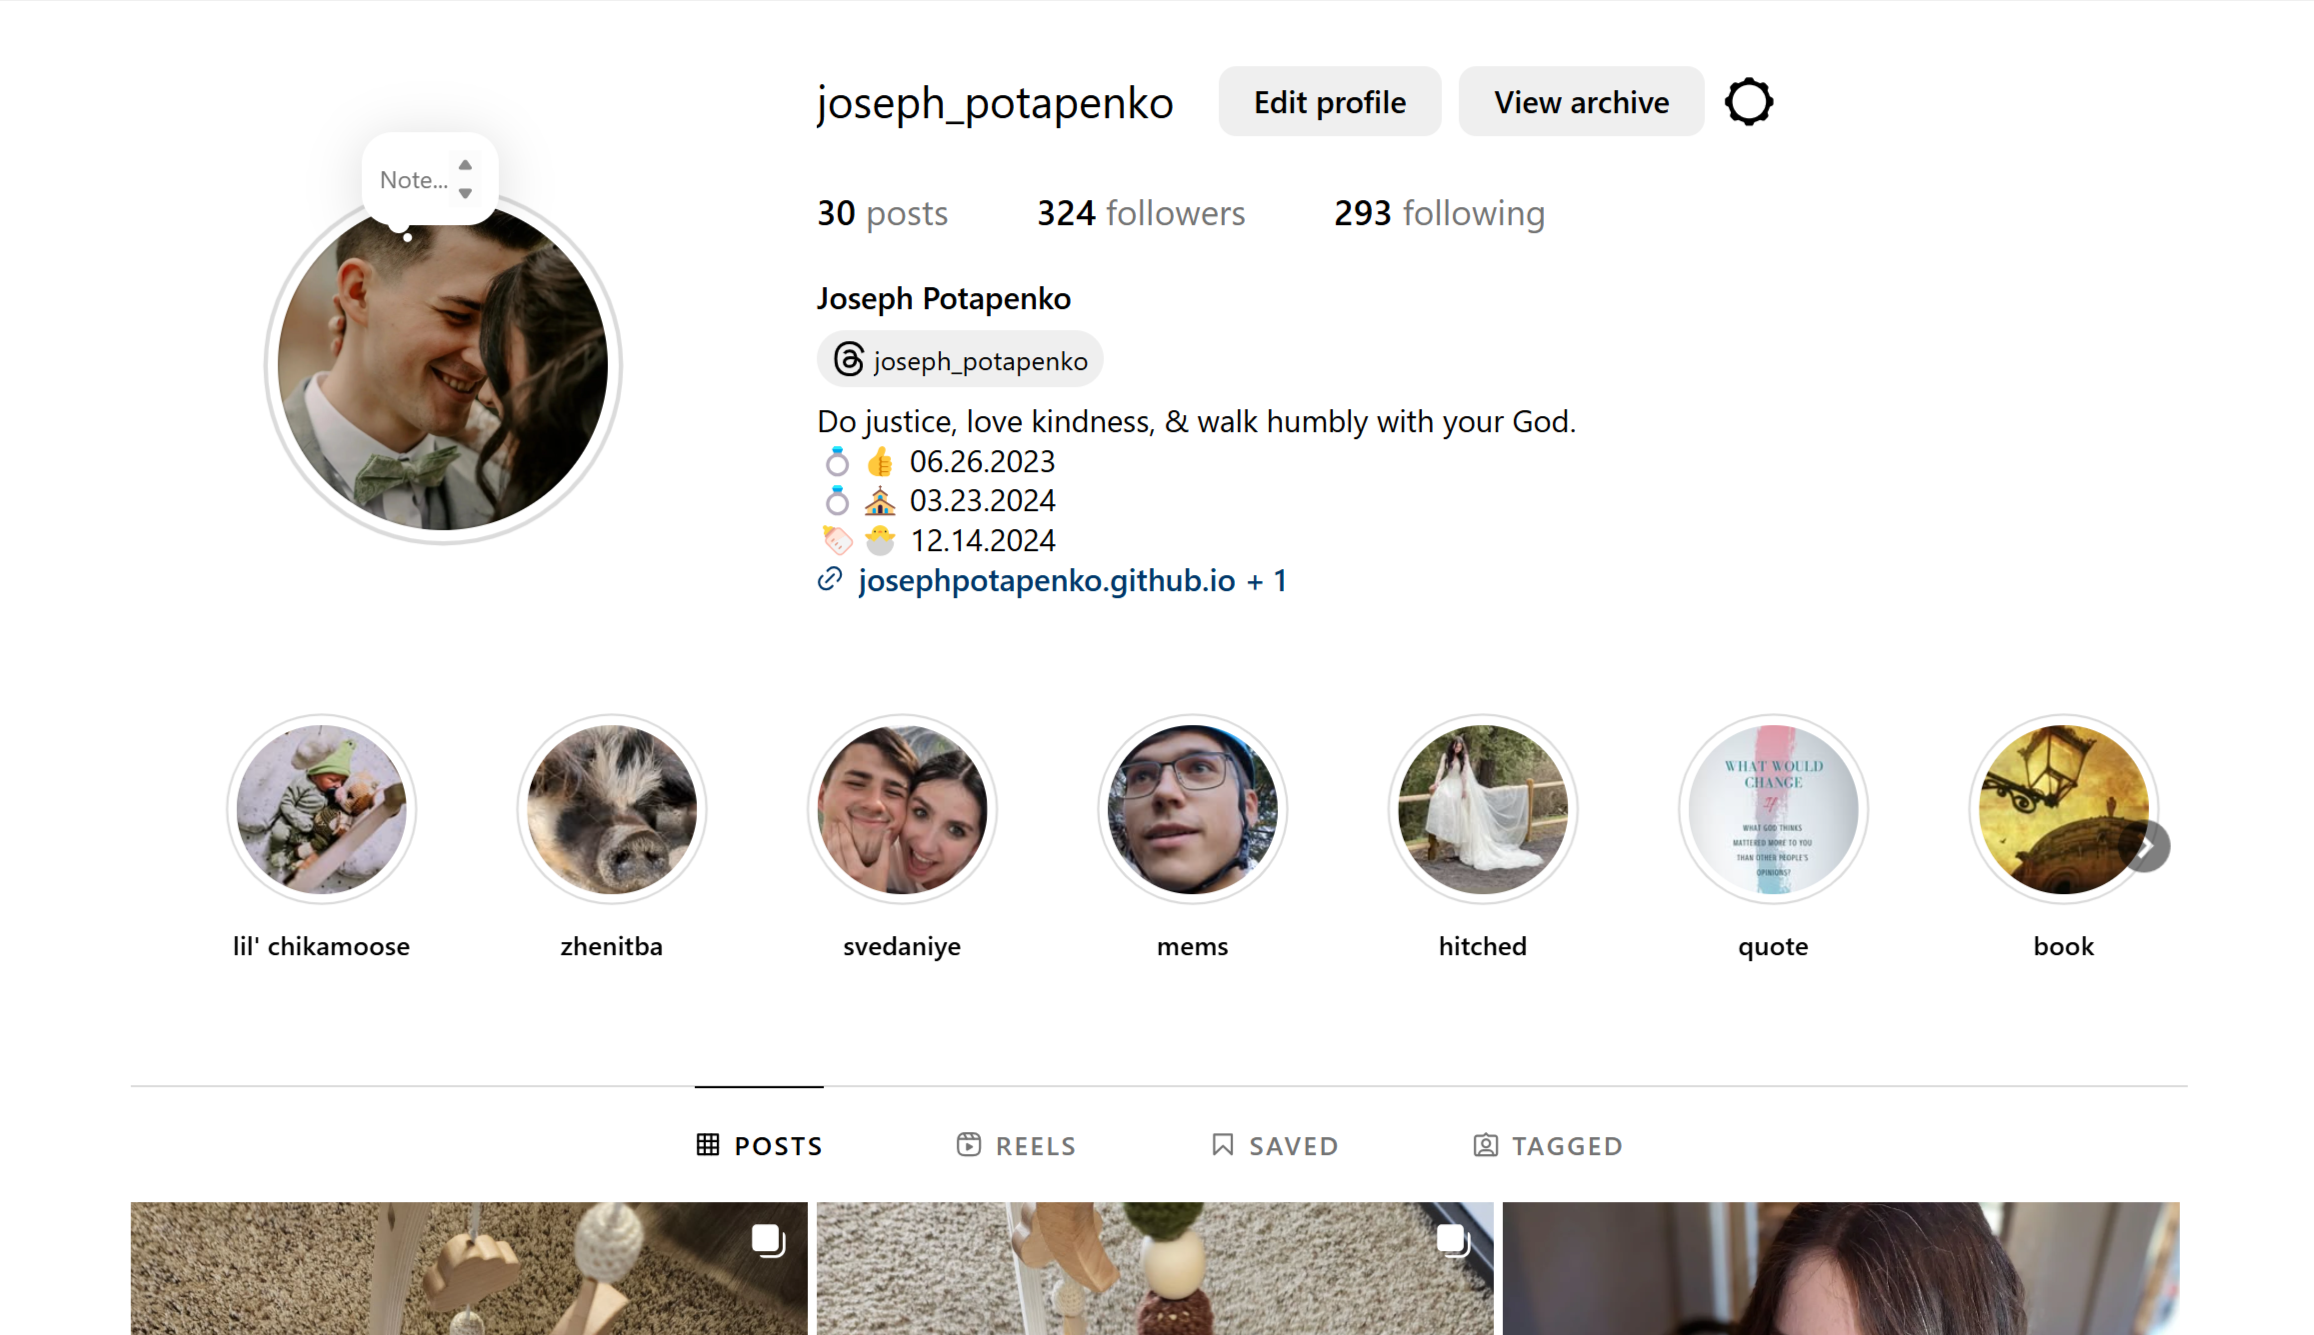 joseph_potapenko
Edit profile
View archive
Note...
30 posts
324 followers
293 following
Joseph Potapenko
joseph_potapenko
Do justice, love kindness, & walk humbly with your God.
💍 👍 06.26.2023
💍 💒 03.23.2024
🍼 🐣 12.14.2024
josephpotapenko.github.io + 1
WHAT WOULD
CHANGE
If
WHAT GOD THINKS
MATTERED MORE TO YOU
THAN OTHER PEOPLE'S
OPINIONS?
lil' chikamoose
zhenitba
svedaniye
mems
hitched
quote
book
POSTS
REELS
SAVED
TAGGED